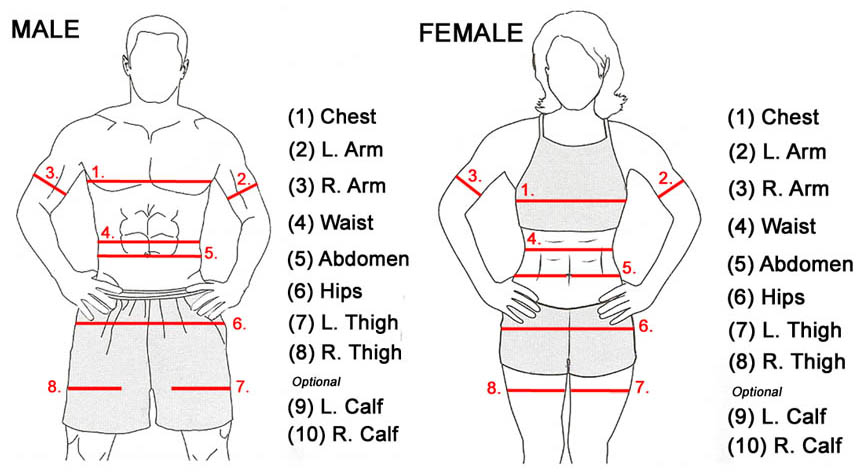 MALE
(1) Chest
(2) L. Arm
(3) R. Arm
(4) Waist
(5) Abdomen
(6) Hips
(7) L. Thigh
(8) R. Thigh
Optional
(9) L. Calf
(10) R. Calf
1.
2.
3.
4.
5.
6.
7.
8.
FEMALE
(1) Chest
(2) L. Arm
(3) R. Arm
(4) Waist
(5) Abdomen
(6) Hips
(7) L. Thigh
(8) R. Thigh
Optional
(9) L. Calf
(10) R. Calf
1.
2.
3.
4.
5.
6.
7.
8.